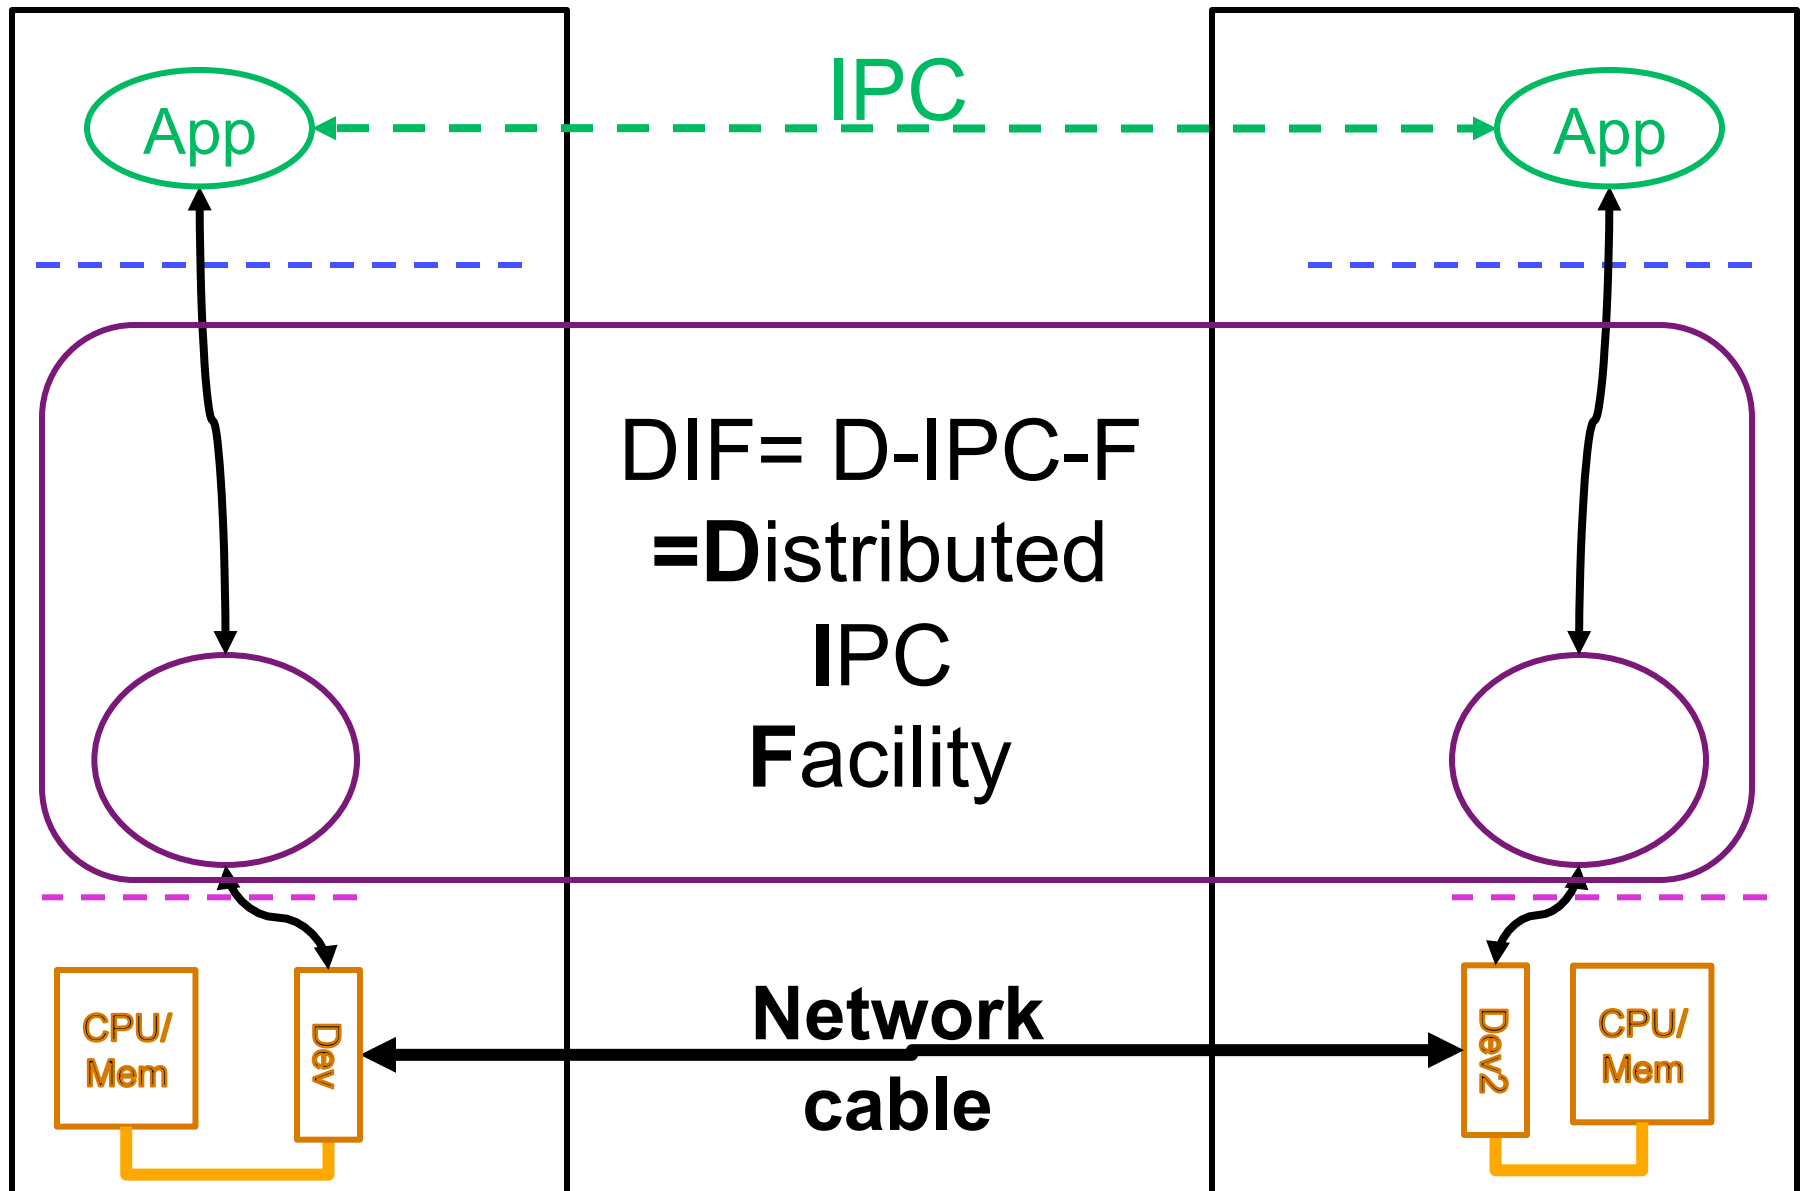 IPC
App
App
DIF= D-IPC-F
=Distributed
IPC
Facility
CPU/
Mem
Dev
Network
cable
Dev2
CPU/
Mem